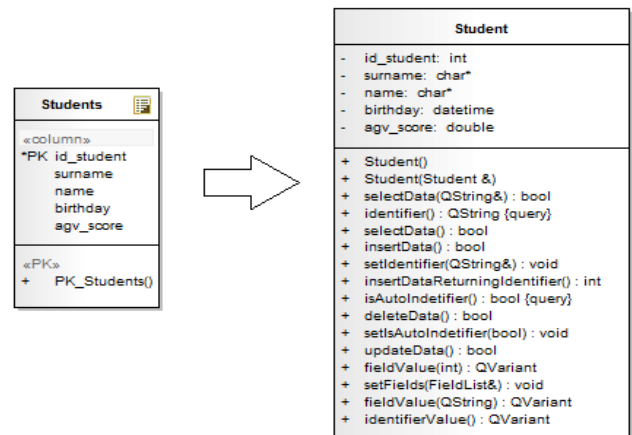 Students
«column»
*PK id_student
surname
name
birthday
agv_score
«PK»
+ PK_Students()
Student
- id_student: int
- surname: char*
- name: char*
- birthday: datetime
- agv_score: double
+ Student()
+ Student(Student &)
+ selectData(QString&) : bool
+ identifier() : QString {query}
+ selectData() : bool
+ insertData() : bool
+ setIdentifier(QString&) : void
+ insertDataReturningIdentifier() : int
+ isAutoIndetifier() : bool {query}
+ deleteData() : bool
+ setIsAutoIndetifier(bool) : void
+ updateData() : bool
+ fieldValue(int) : QVariant
+ setFields(FieldList&) : void
+ fieldValue(QString) : QVariant
+ identifierValue() : QVariant